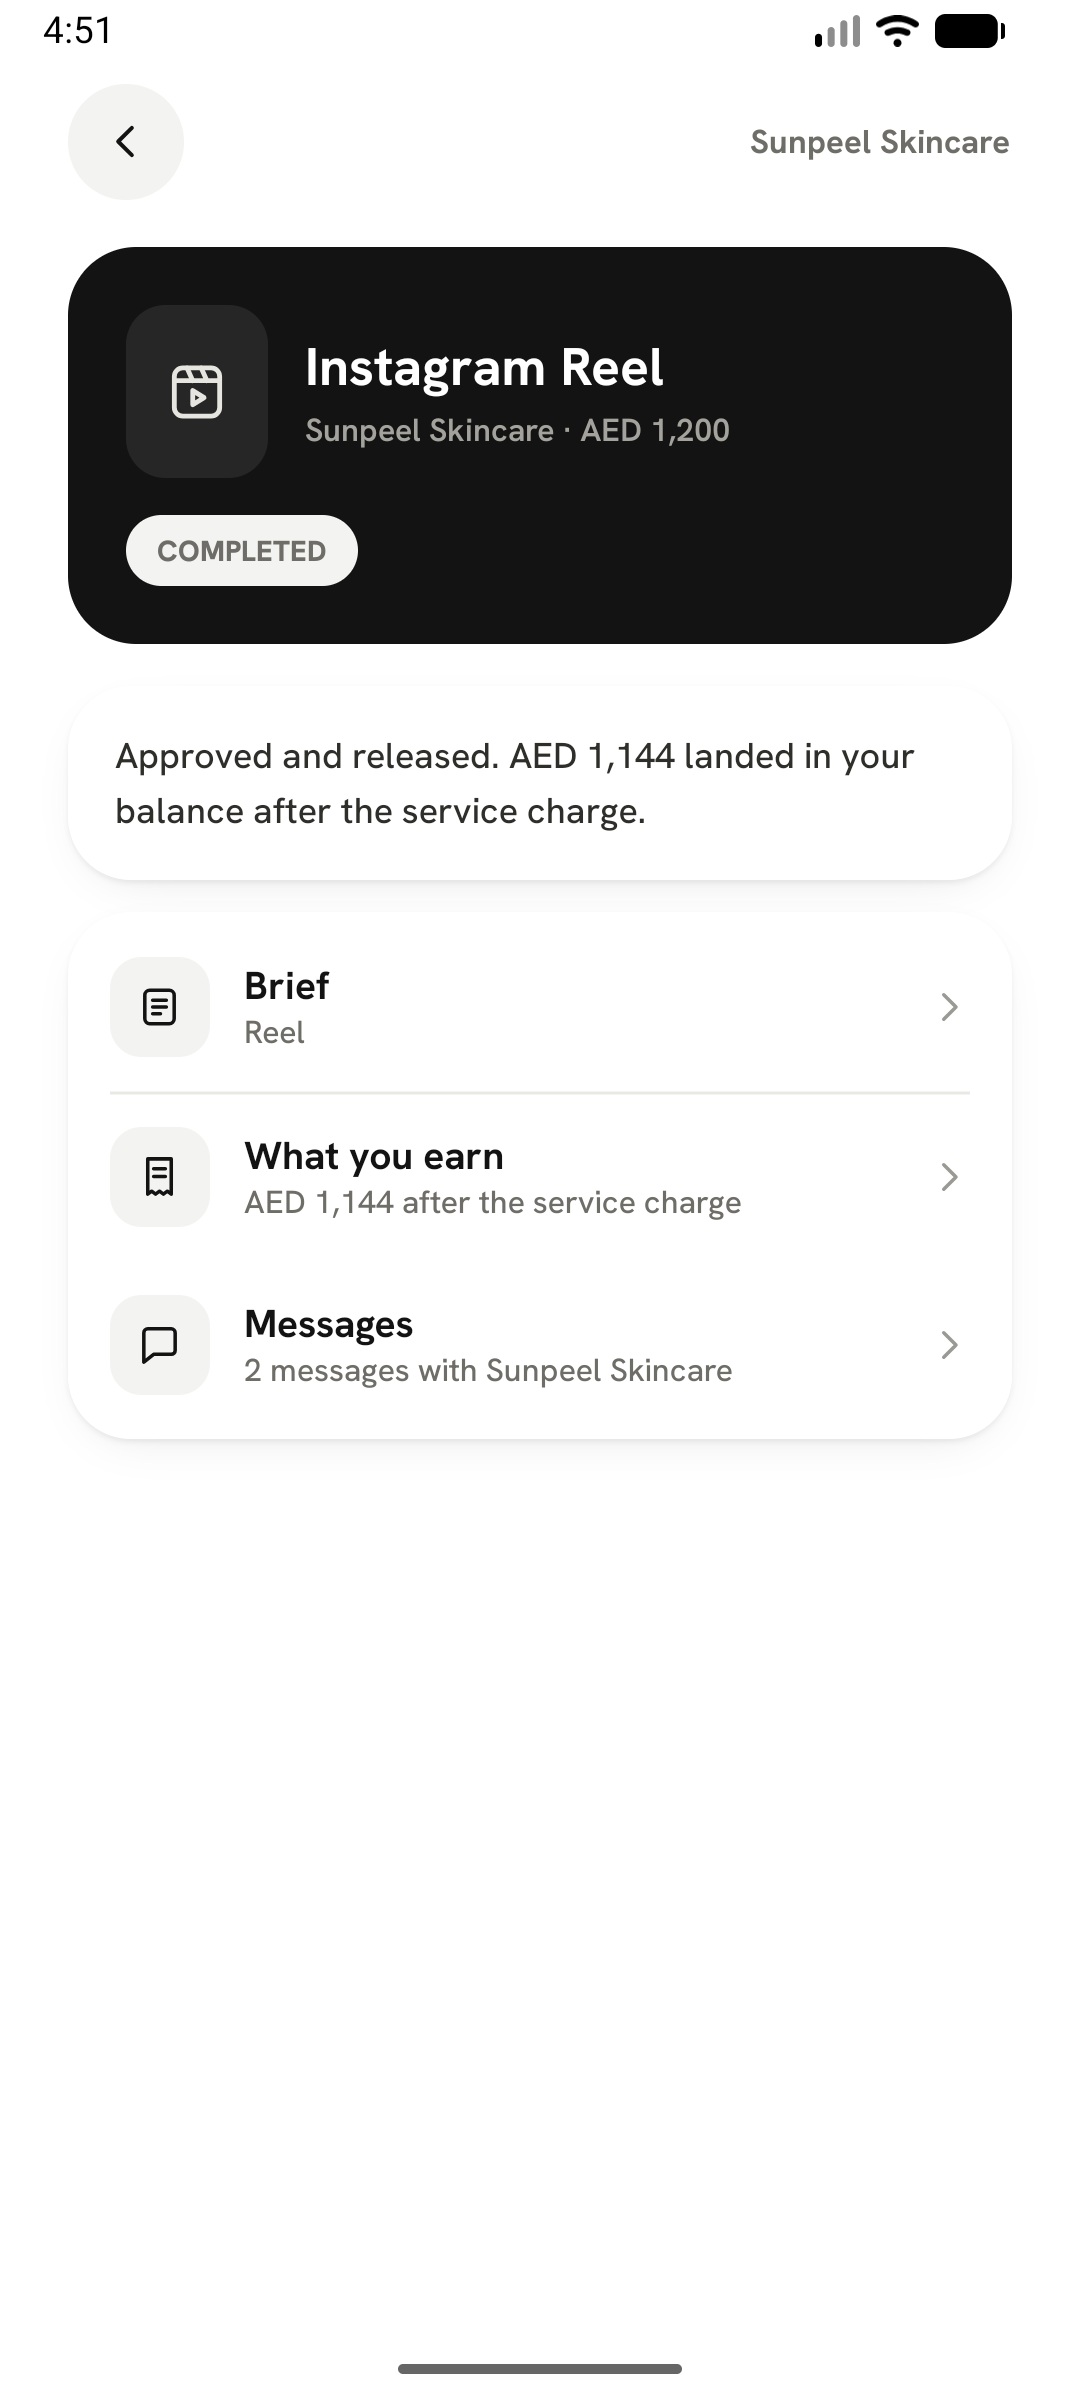 4:51
Sunpeel Skincare
Instagram Reel
Sunpeel Skincare · AED 1,200
COMPLETED
Approved and released. AED 1,144 landed in your
balance after the service charge.
Brief
Reel
What you earn
AED 1,144 after the service charge
Messages
2 messages with Sunpeel Skincare